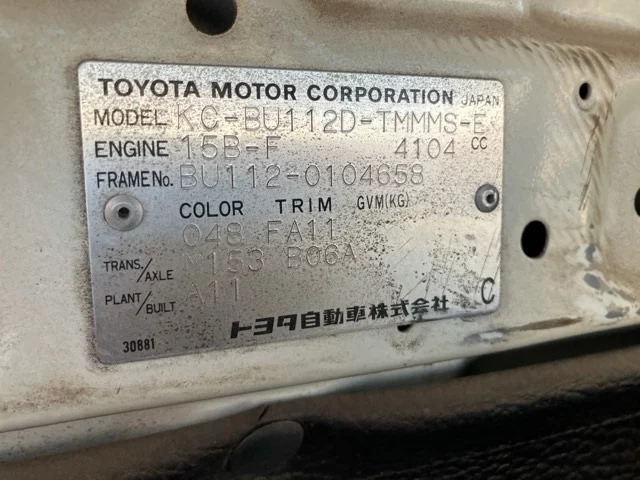 TOYOTA MOTOR CORPORATION JAPAN
MODEL KC-BU112D-TMMMS-E
ENGINE 15B-F 4104 CC
FRAME No. BU112-0104658
COLOR TRIM GVM(KG)
048 FA11
TRANS./AXLE M153 B06A
PLANT/BUILT A11
C
トヨタ自動車株式会社
30881